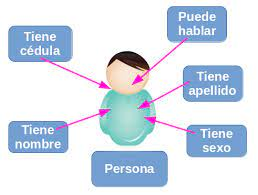 Puede
hablar
Tiene
cédula
Tiene
apellido
Tiene
nombre
Tiene
sexo
Persona